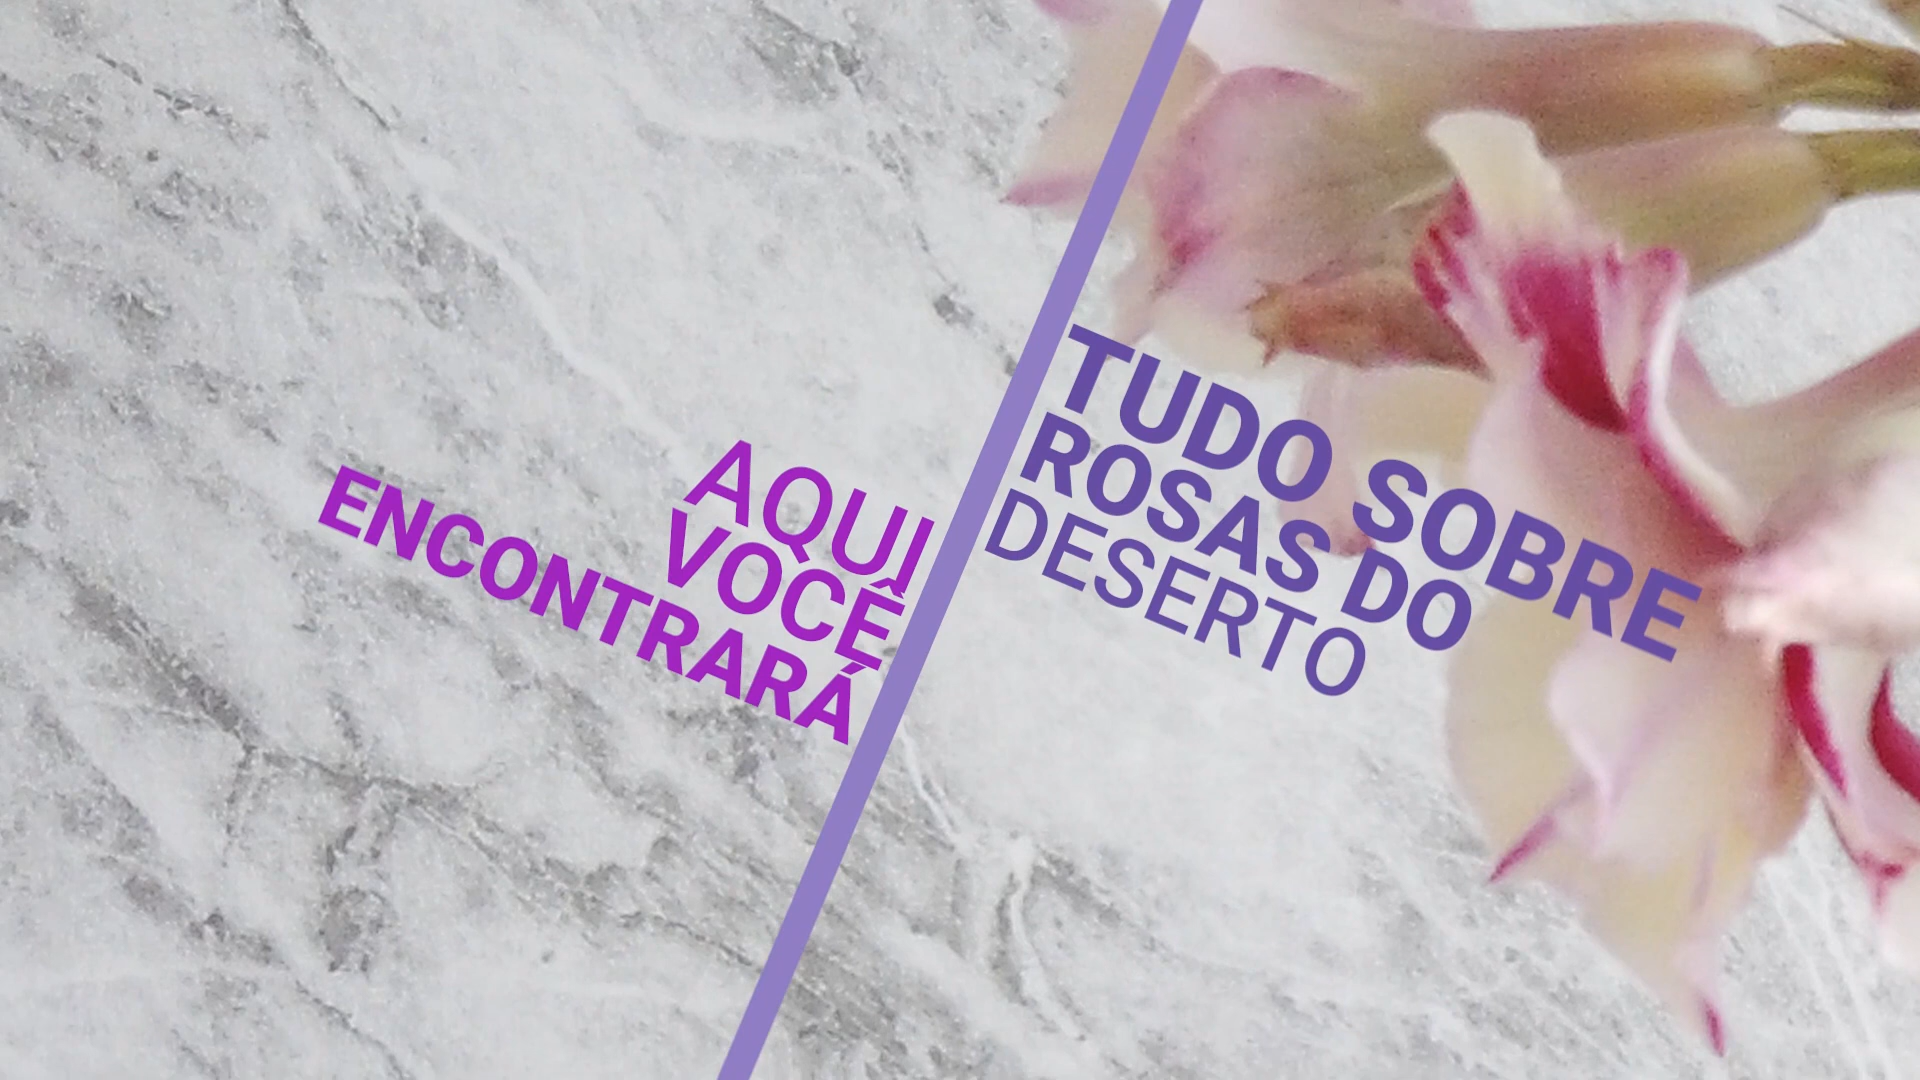 AQUI
VOCÊ
ENCONTRARÁ
TUDO SOBRE
ROSAS DO
DESERTO